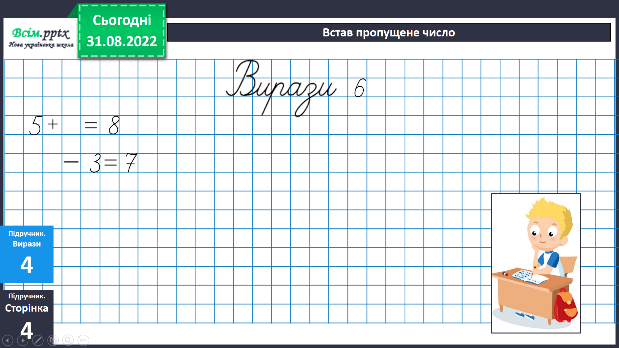 Всім.pptx
Нова українська школа
Сьогодні
31.08.2022
Встав пропущене число
Вирази 6
5 + = 8
- 3 = 7
Підручник.
Вирази
4
Підручник.
Сторінка
4